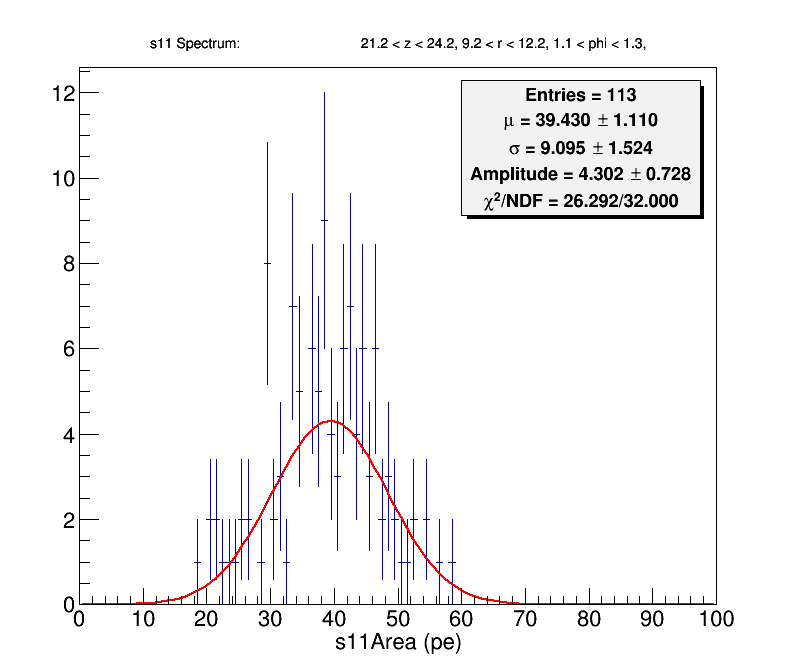 s11 Spectrum: 21.2 < z < 24.2, 9.2 < r < 12.2, 1.1 < phi < 1.3,
Entries = 113
μ = 39.430 ± 1.110
σ = 9.095 ± 1.524
Amplitude = 4.302 ± 0.728
χ²/NDF = 26.292/32.000
12
10
8
6
4
2
0
0 10 20 30 40 50 60 70 80 90 100
s11Area (pe)